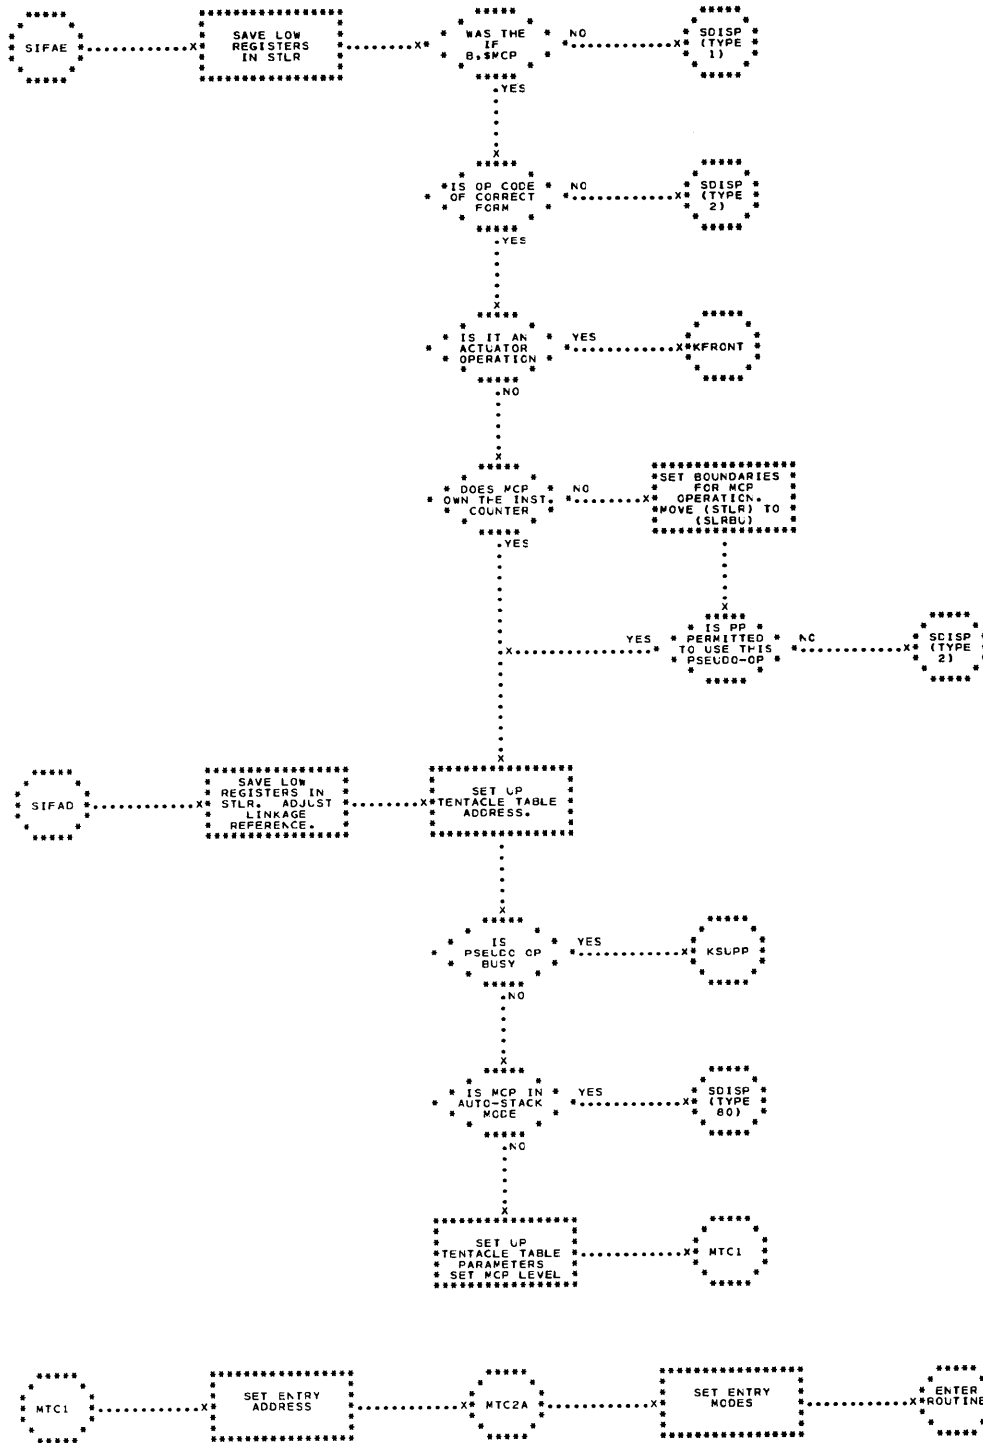 SIFAE
SAVE LOW
REGISTERS
IN STLR
WAS THE
IF
B,$MCP
NO
SDISP
(TYPE
1)
YES
IS OP CODE
OF CORRECT
FORM
NO
SDISP
(TYPE
2)
YES
IS IT AN
ACTUATOR
OPERATION
YES
KFRONT
NO
DOES MCP
OWN THE INST.
COUNTER
NO
SET BOUNDARIES
FOR MCP
OPERATION.
MOVE (STLR) TO
(SLRBU)
YES
IS PP
PERMITTED
TO USE THIS
PSEUDO-OP
YES
NO
SDISP
(TYPE
2)
SIFAD
SAVE LOW
REGISTERS IN
STLR. ADJUST
LINKAGE
REFERENCE.
SET UP
TENTACLE TABLE
ADDRESS.
IS
PSEUDO OP
BUSY
YES
KSUPP
NO
IS MCP IN
AUTO-STACK
MODE
YES
SDISP
(TYPE
80)
NO
SET UP
TENTACLE TABLE
PARAMETERS
SET MCP LEVEL
MTC1
MTC1
SET ENTRY
ADDRESS
MTC2A
SET ENTRY
MODES
ENTER
ROUTINE